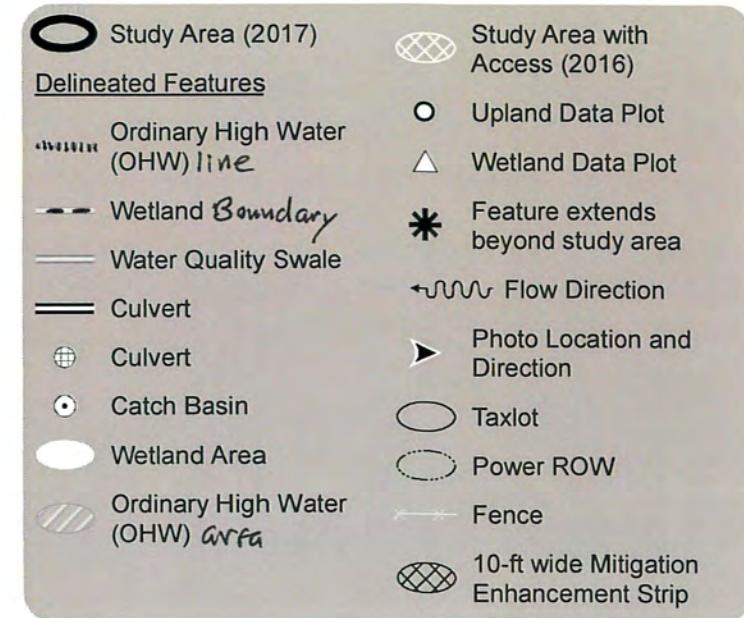 Study Area (2017)
Delineated Features
Ordinary High Water
(OHW) line
Wetland Boundary
Water Quality Swale
Culvert
Culvert
Catch Basin
Wetland Area
Ordinary High Water
(OHW) area
Study Area with
Access (2016)
Upland Data Plot
Wetland Data Plot
Feature extends
beyond study area
Flow Direction
Photo Location and
Direction
Taxlot
Power ROW
Fence
10-ft wide Mitigation
Enhancement Strip